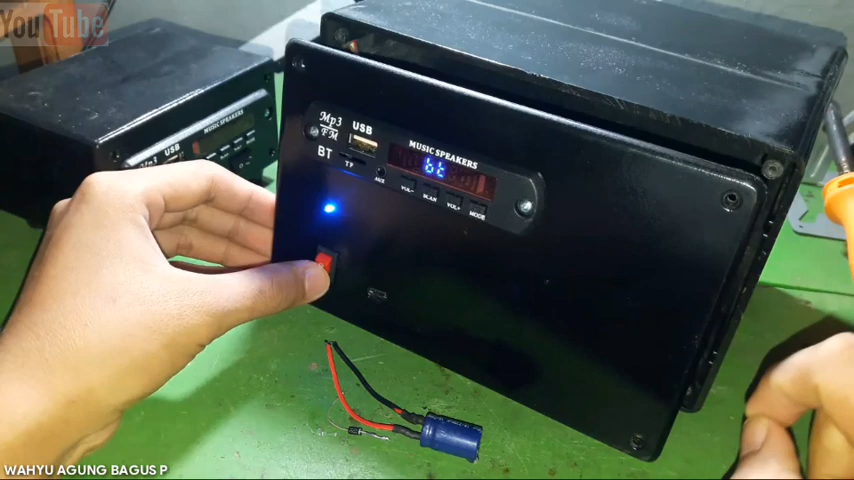 YouTube
Mp3
FM
USB
MUSIC SPEAKERS
BT
TF
AUX
bt
VOL-
SCAN
VOL+
MODE
USB
MUSIC SPEAKERS
WAHYU AGUNG BAGUS P